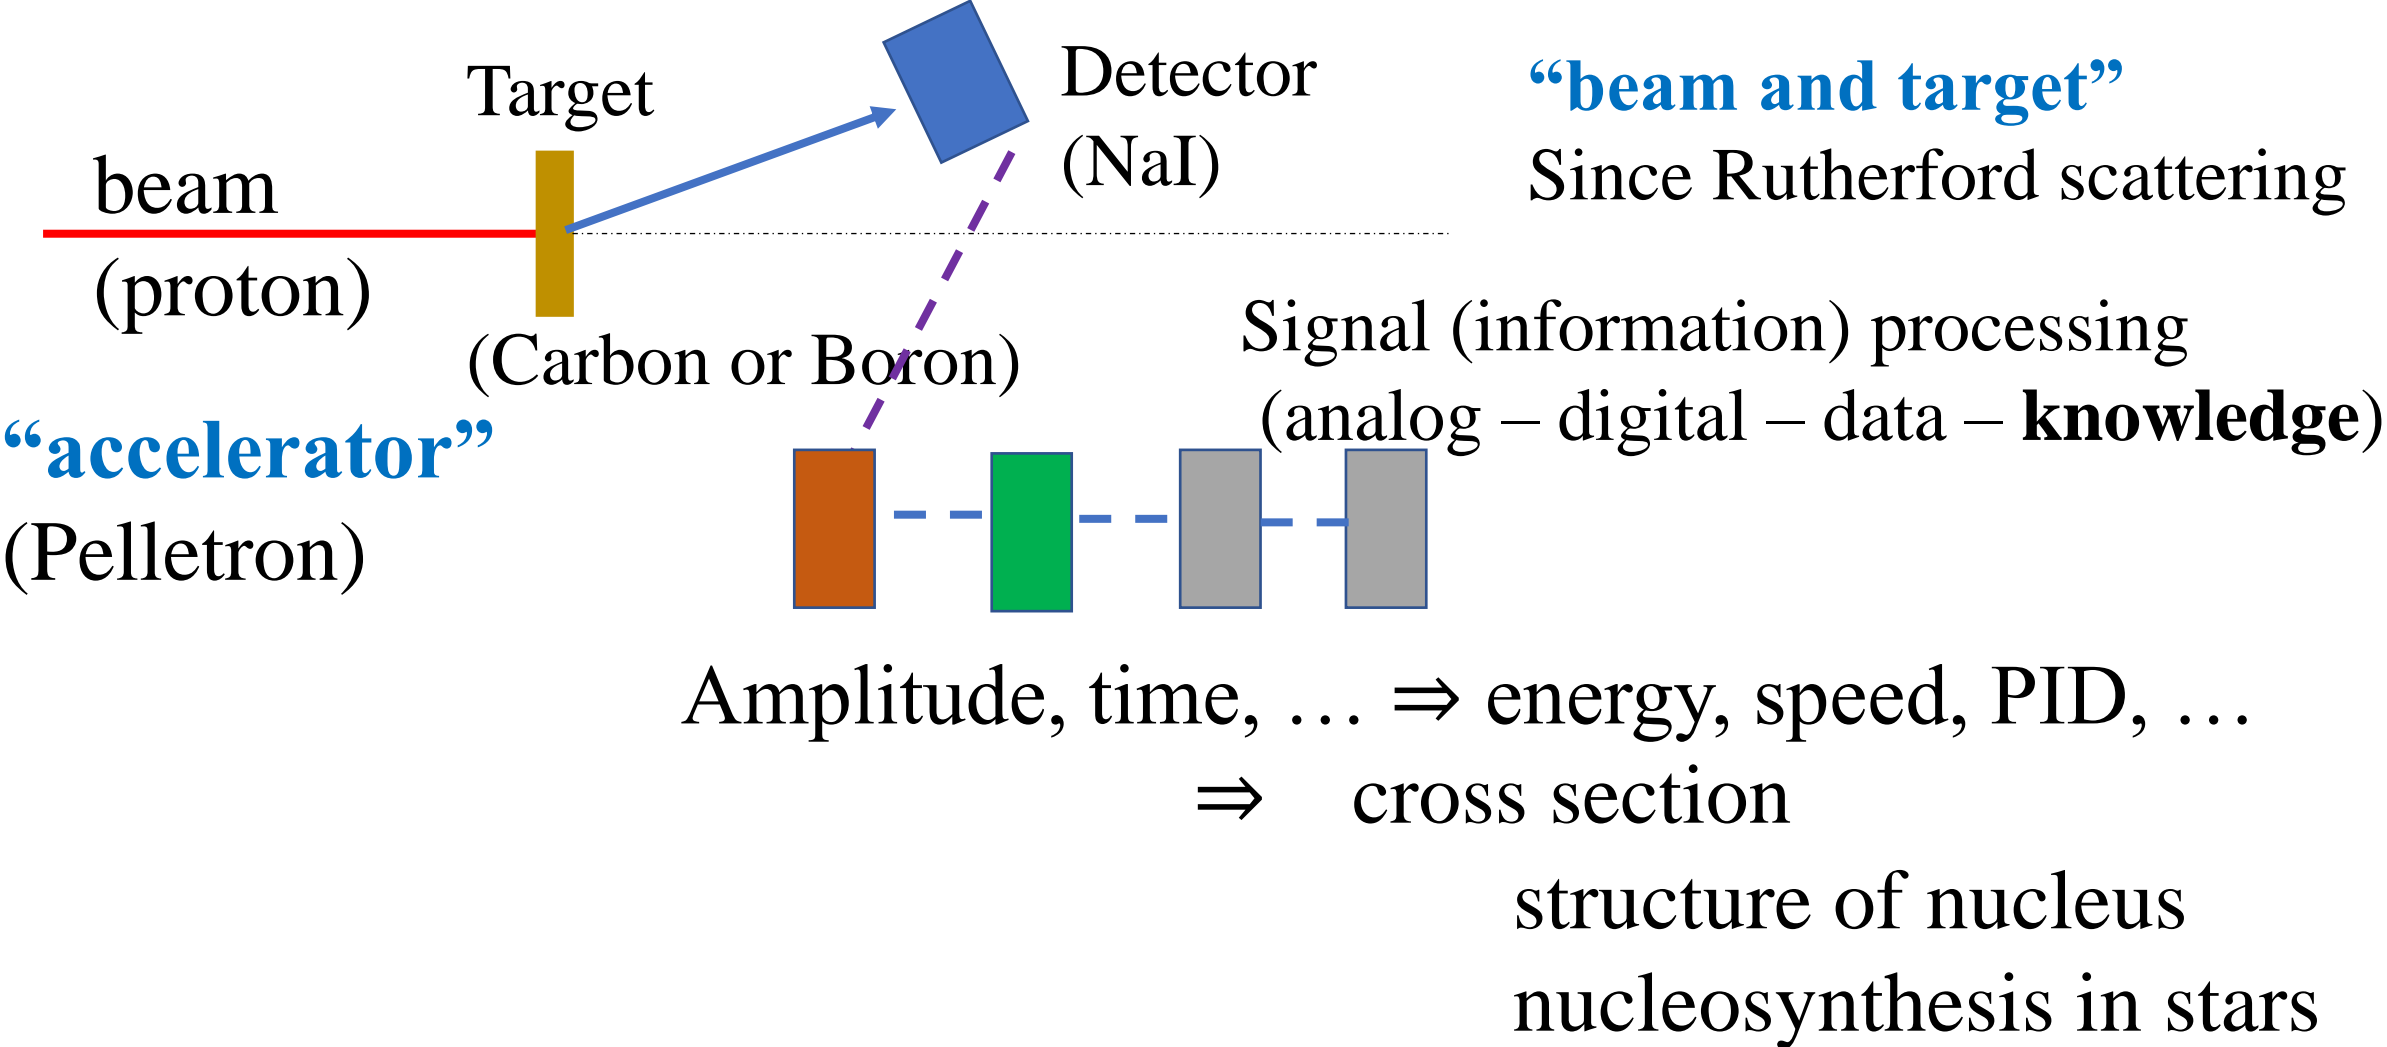 Target
beam
(proton)
(Carbon or Boron)
“accelerator”
(Pelletron)
Detector
(NaI)
“beam and target”
Since Rutherford scattering
Signal (information) processing
(analog – digital – data – knowledge)
Amplitude, time, … ⇒ energy, speed, PID, …
⇒ cross section
structure of nucleus
nucleosynthesis in stars